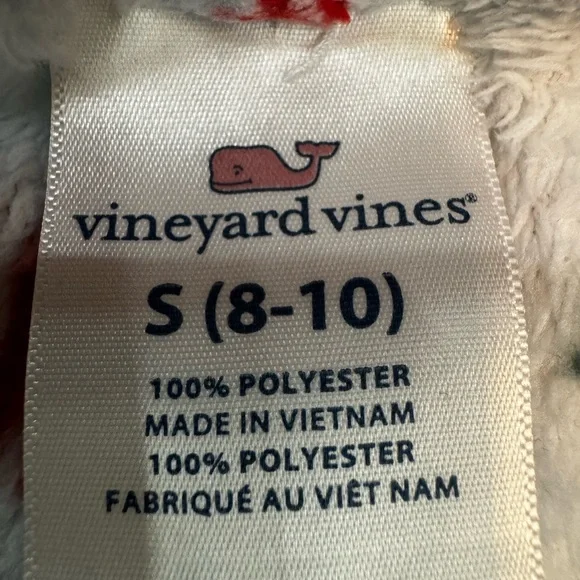 vineyard vines®
S (8-10)
100% POLYESTER
MADE IN VIETNAM
100% POLYESTER
FABRIQUÉ AU VIÊT NAM